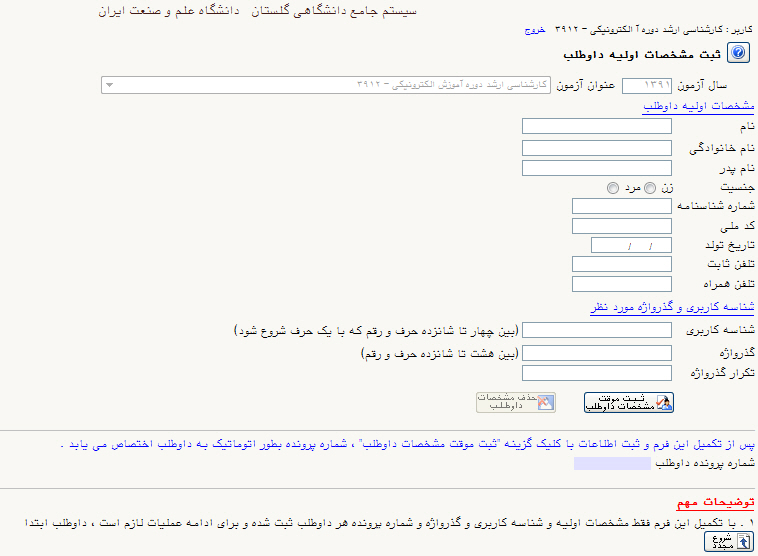 سیستم جامع دانشگاهی گلستان   دانشگاه علم و صنعت ایران
کاربر : کارشناسی ارشد دوره آ الکترونیکی - ۳۹۱۲   خروج
ثبت مشخصات اولیه داوطلب
سال آزمون ۱۳۹۱ عنوان آزمون کارشناسی ارشد دوره آموزش الکترونیکی - ۳۹۱۲
مشخصات اولیه داوطلب
نام
نام خانوادگی
نام پدر
جنسیت زن مرد
شماره شناسنامه
کد ملی
تاریخ تولد / /
تلفن ثابت
تلفن همراه
شناسه کاربری و گذرواژه مورد نظر
شناسه کاربری (بین چهار تا شانزده حرف و رقم که با یک حرف شروع شود)
گذرواژه (بین هشت تا شانزده حرف و رقم)
تکرار گذرواژه
ثبت موقت مشخصات داوطلب حذف مشخصات داوطلب
پس از تکمیل این فرم و ثبت اطلاعات با کلیک گزینه "ثبت موقت مشخصات داوطلب" ، شماره پرونده بطور اتوماتیک به داوطلب اختصاص می یابد .
شماره پرونده داوطلب
توضیحات مهم
۱ . با تکمیل این فرم فقط مشخصات اولیه و شناسه کاربری و گذرواژه و شماره پرونده هر داوطلب ثبت شده و برای ادامه عملیات لازم است ، داوطلب ابتدا
شروع مجدد